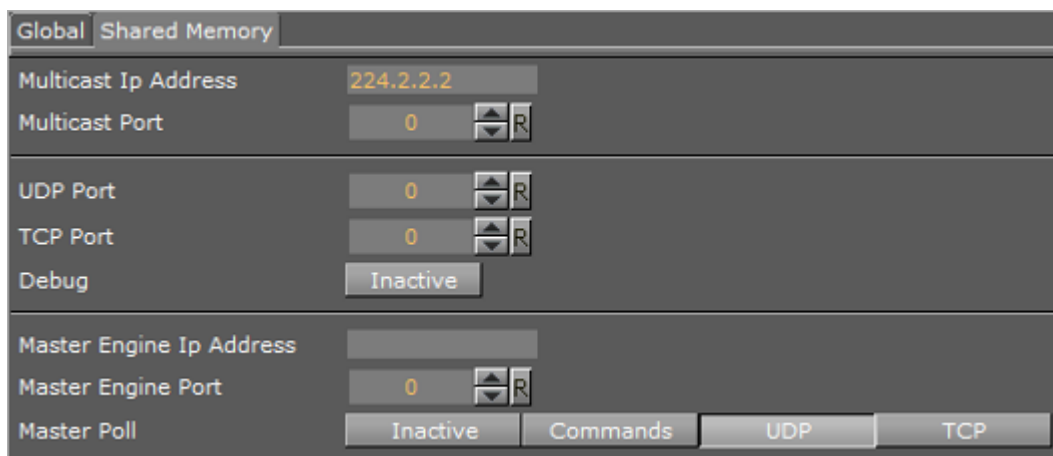 Global Shared Memory
Multicast Ip Address 224.2.2.2
Multicast Port 0 R
UDP Port 0 R
TCP Port 0 R
Debug Inactive
Master Engine Ip Address
Master Engine Port 0 R
Master Poll Inactive Commands UDP TCP